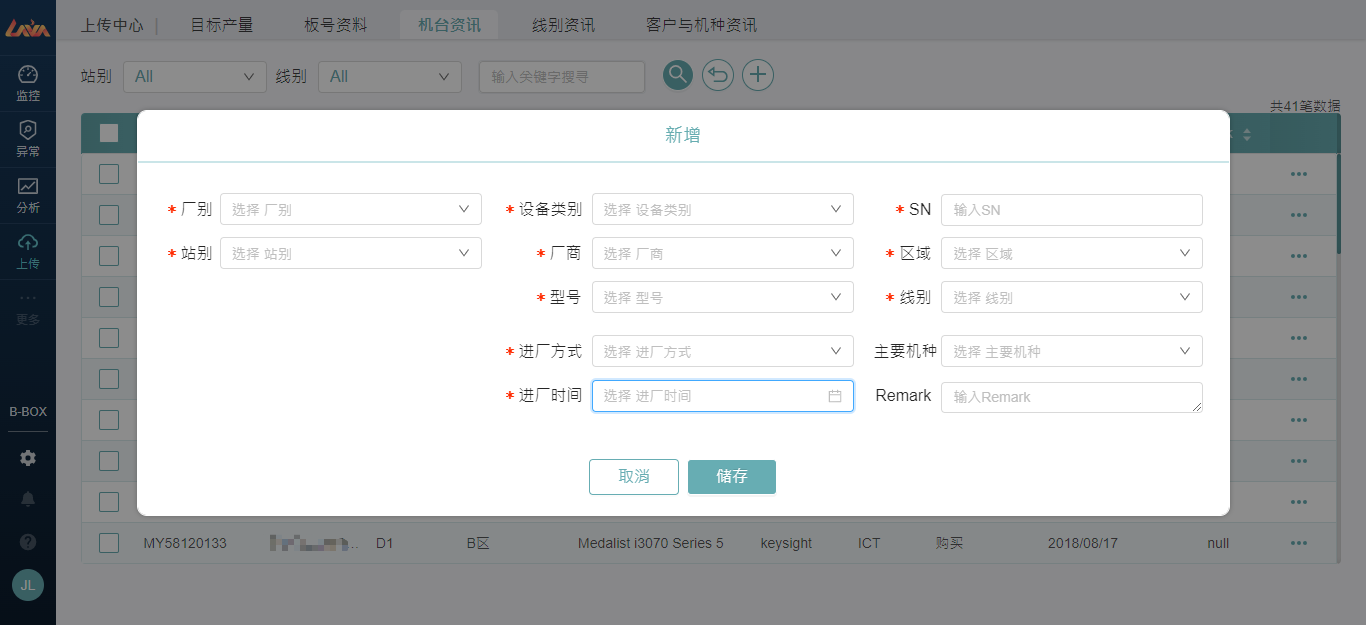 LAVA
上传中心 | 目标产量 板号资料 机台资讯 线别资讯 客户与机种资讯
站别 All 线别 All 输入关键字搜寻
共41笔数据
监控
异常
分析
上传
更多
B-BOX
JL
新增
* 厂别 选择 厂别 * 设备类别 选择 设备类别 * SN 输入SN
* 站别 选择 站别 * 厂商 选择 厂商 * 区域 选择 区域
* 型号 选择 型号 * 线别 选择 线别
* 进厂方式 选择 进厂方式 主要机种 选择 主要机种
* 进厂时间 选择 进厂时间 Remark 输入Remark
取消 储存
MY58120133 D1 B区 Medalist i3070 Series 5 keysight ICT 购买 2018/08/17 null